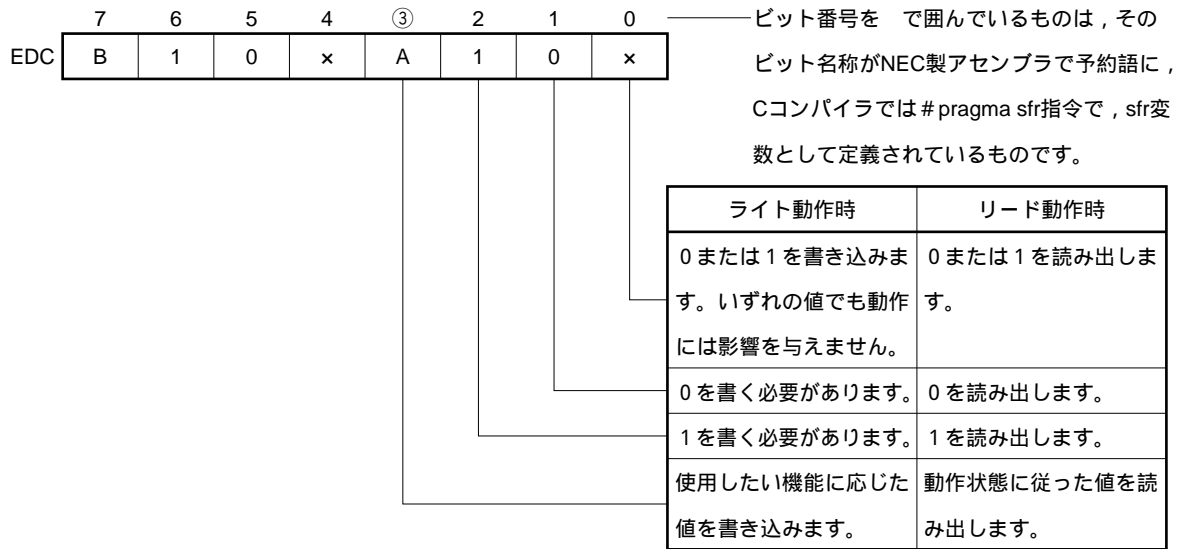 7 6 5 4 ③ 2 1 0
EDC B 1 0 × A 1 0 ×
ビット番号を　で囲んでいるものは，その
ビット名称がNEC製アセンブラで予約語に，
Cコンパイラでは＃pragma sfr指令で，sfr変
数として定義されているものです。
ライト動作時 リード動作時
0または1を書き込みま 0または1を読み出しま
す。いずれの値でも動作 す。
には影響を与えません。
0を書く必要があります。 0を読み出します。
1を書く必要があります。 1を読み出します。
使用したい機能に応じた 動作状態に従った値を読
値を書き込みます。 み出します。